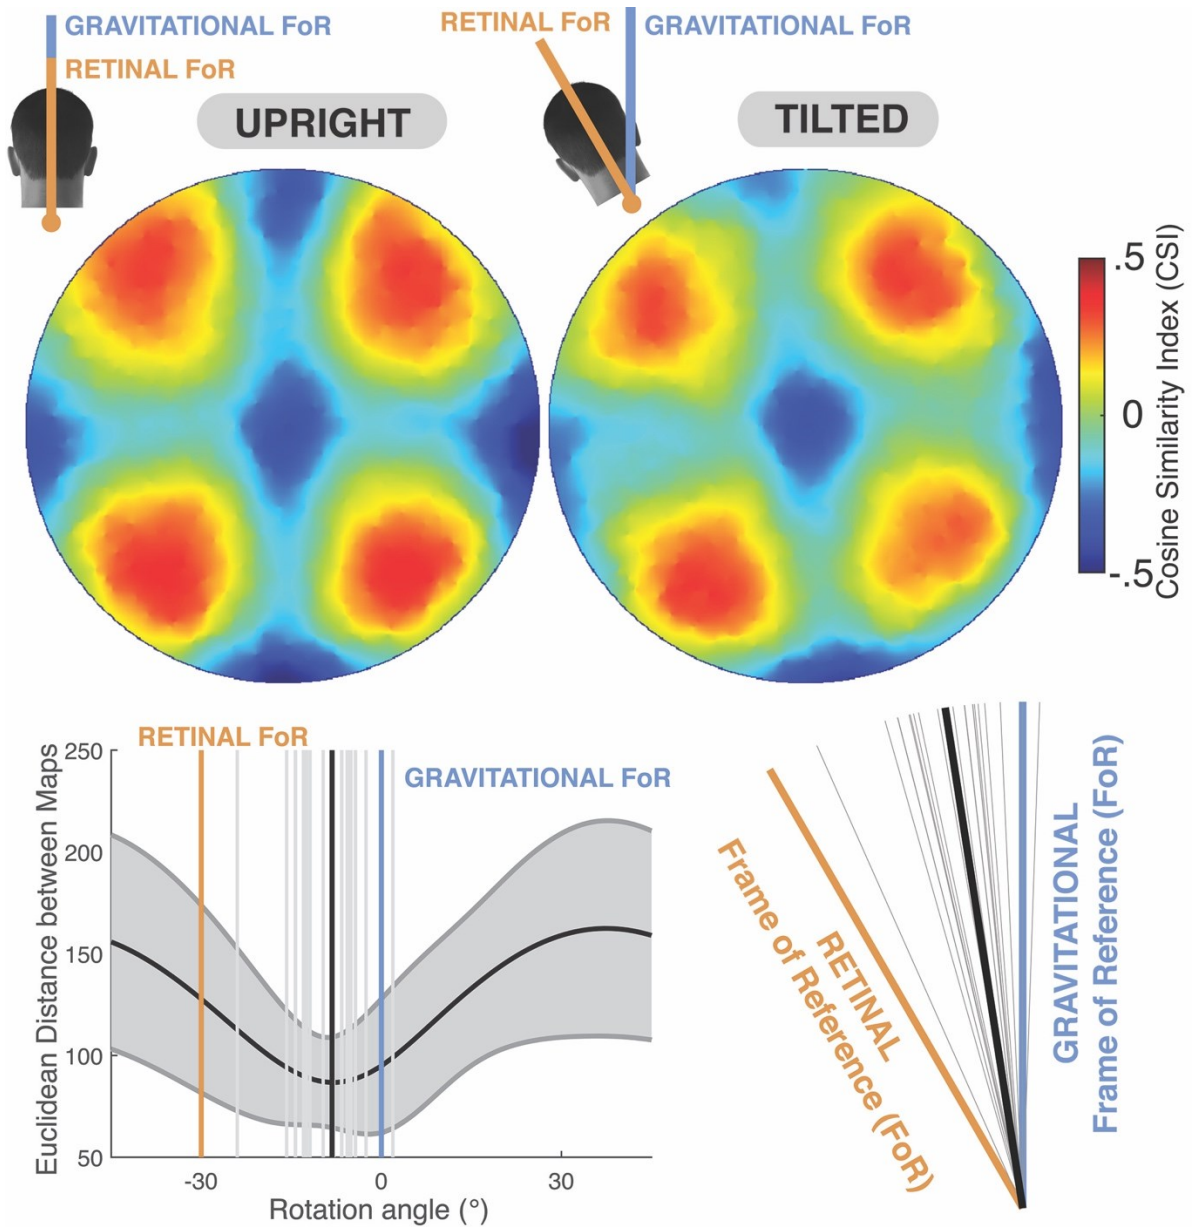 GRAVITATIONAL FoR
RETINAL FoR
UPRIGHT
RETINAL FoR
GRAVITATIONAL FoR
TILTED
.5
0
-.5
Cosine Similarity Index (CSI)
RETINAL FoR
GRAVITATIONAL FoR
Euclidean Distance between Maps
250
200
150
100
50
-30
0
30
Rotation angle (°)
RETINAL
Frame of Reference (FoR)
GRAVITATIONAL
Frame of Reference (FoR)